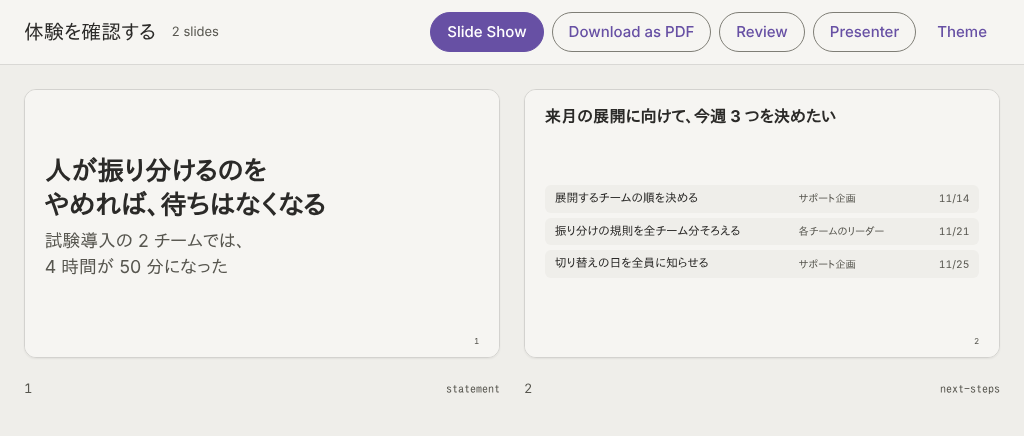 体験を確認する 2 slides Slide Show Download as PDF Review Presenter Theme
人が振り分けるのを
やめれば、待ちはなくなる
試験導入の 2 チームでは、
4 時間が 50 分になった
1
1 statement
来月の展開に向けて、今週 3 つを決めたい
展開するチームの順を決める サポート企画 11/14
振り分けの規則を全チーム分そろえる 各チームのリーダー 11/21
切り替えの日を全員に知らせる サポート企画 11/25
2
2 next-steps